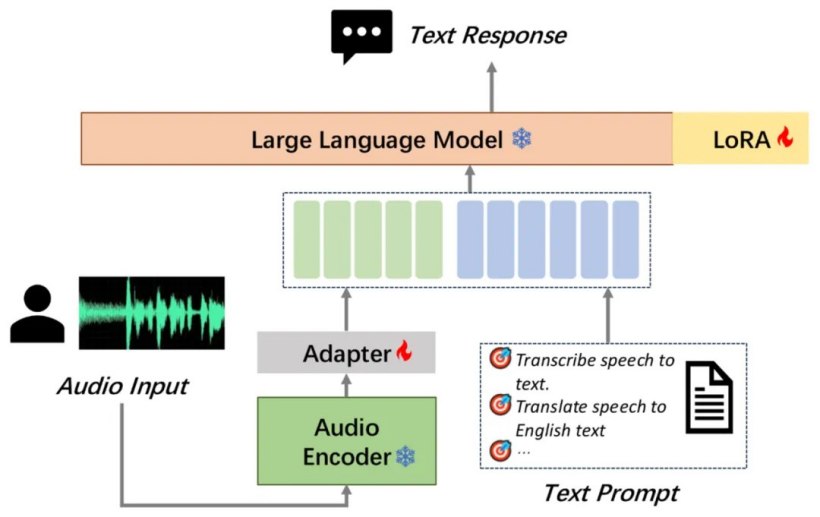 Text Response
Large Language Model
LoRA
Adapter
Audio Input
Audio
Encoder
Transcribe speech to
text.
Translate speech to
English text
...
Text Prompt